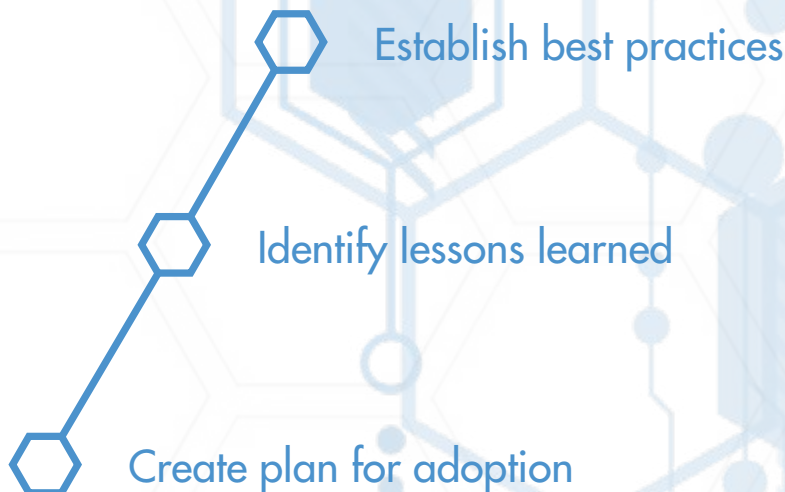 Establish best practices
Identify lessons learned
Create plan for adoption